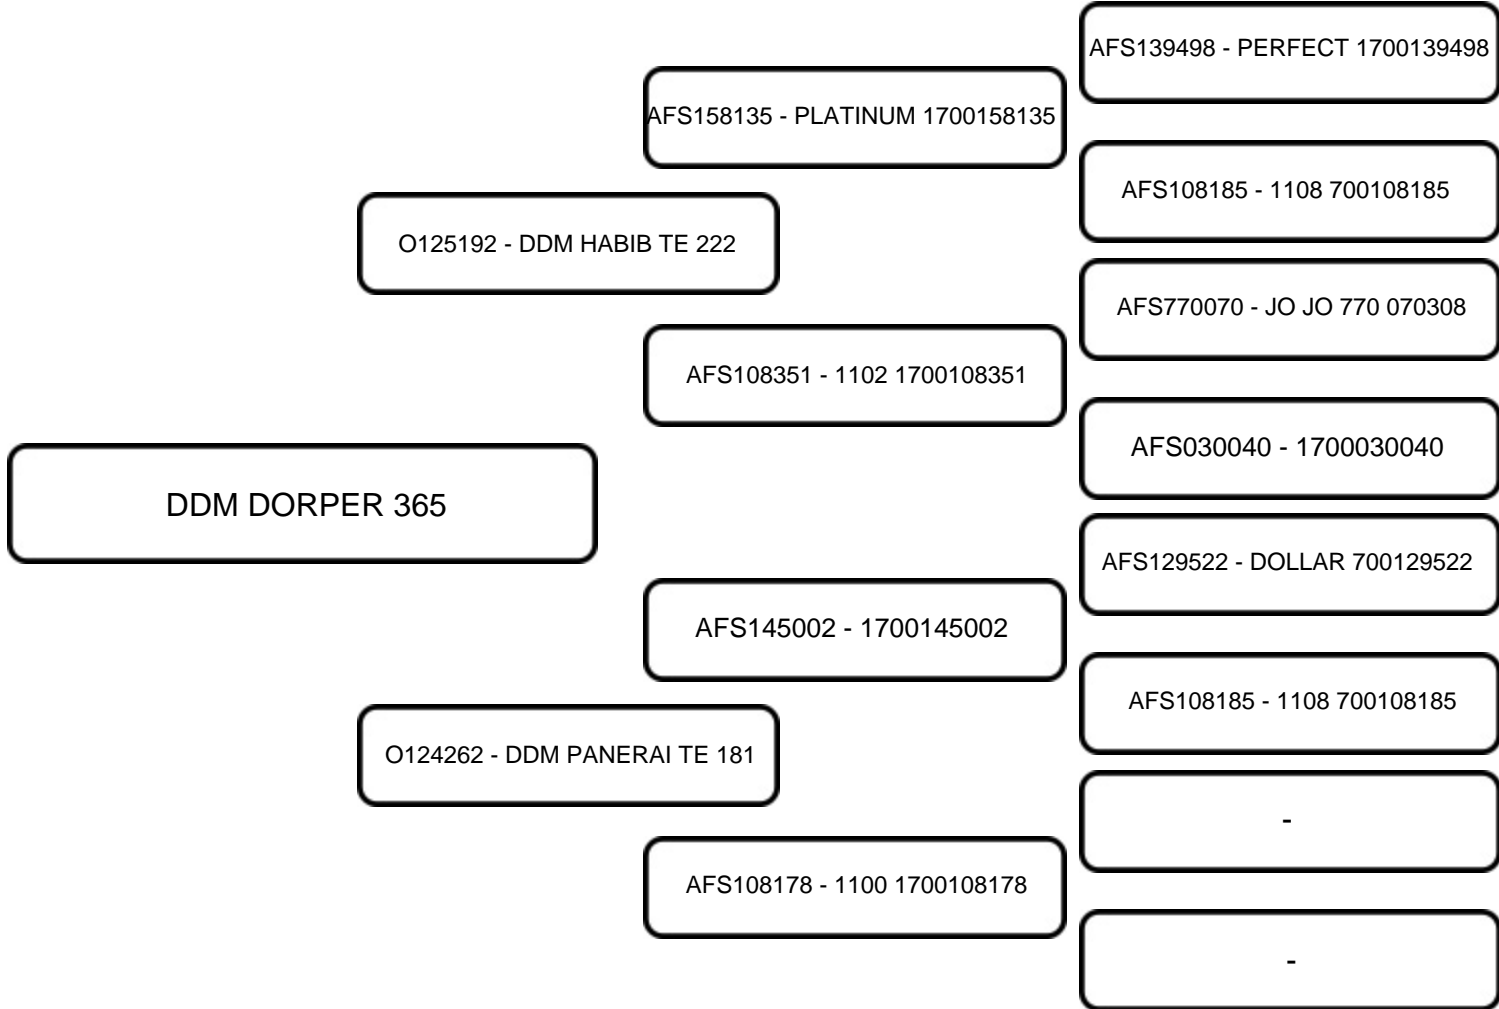 AFS139498 - PERFECT 1700139498
AFS158135 - PLATINUM 1700158135
AFS108185 - 1108 700108185
O125192 - DDM HABIB TE 222
AFS770070 - JO JO 770 070308
AFS108351 - 1102 1700108351
AFS030040 - 1700030040
DDM DORPER 365
AFS129522 - DOLLAR 700129522
AFS145002 - 1700145002
AFS108185 - 1108 700108185
O124262 - DDM PANERAI TE 181
-
AFS108178 - 1100 1700108178
-